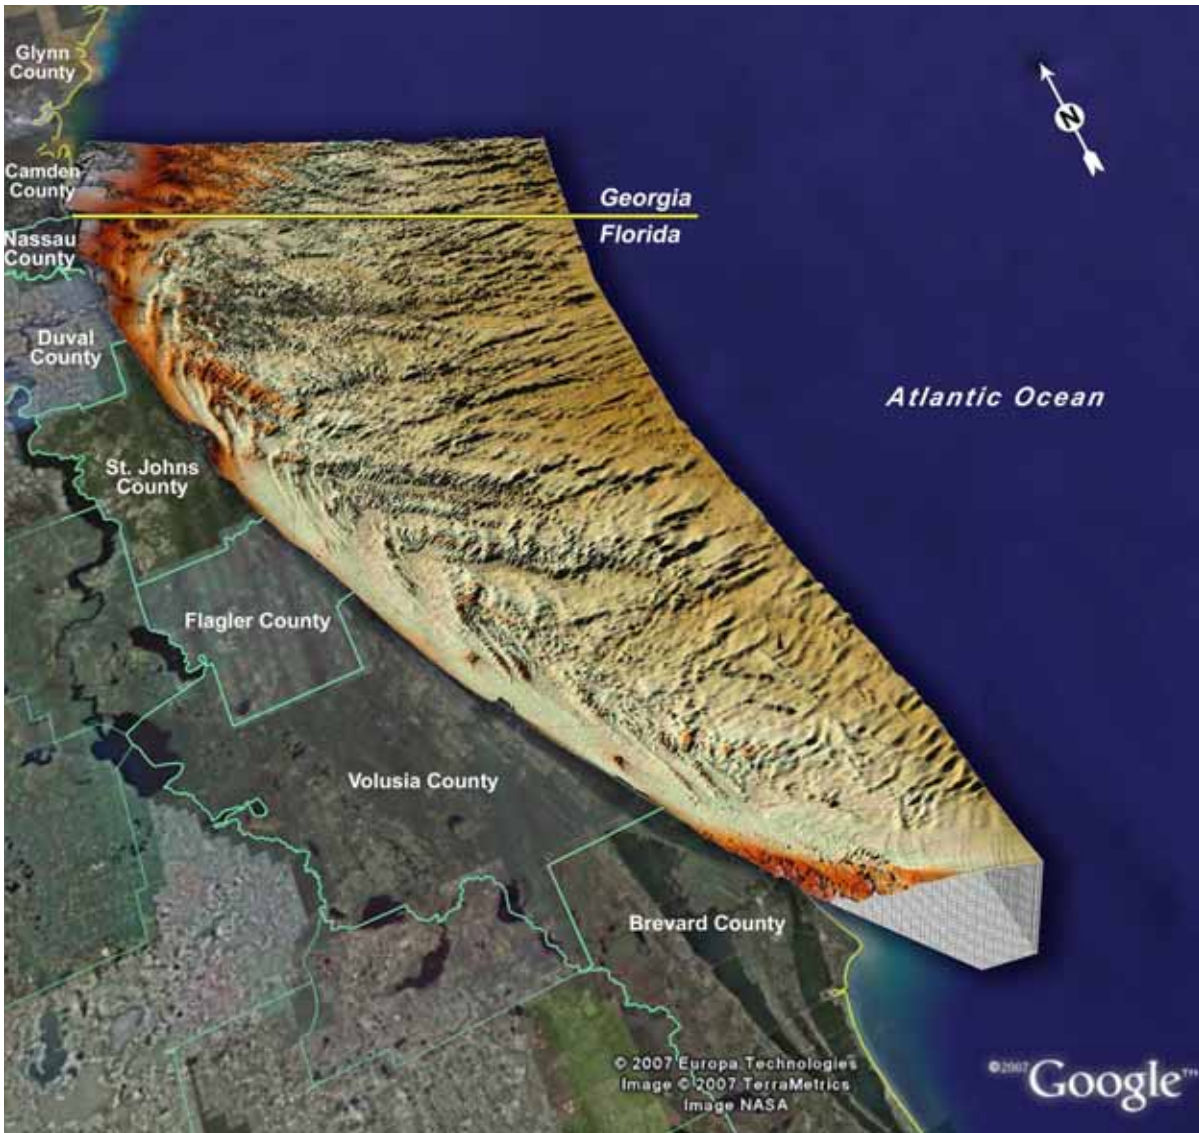 Glynn
County
N
Camden
County
Georgia
Florida
Nassau
County
Duval
County
Atlantic Ocean
St. Johns
County
Flagler County
Volusia County
Brevard County
© 2007 Europa Technologies
Image © 2007 TerraMetrics
Image NASA
©2007 Google™